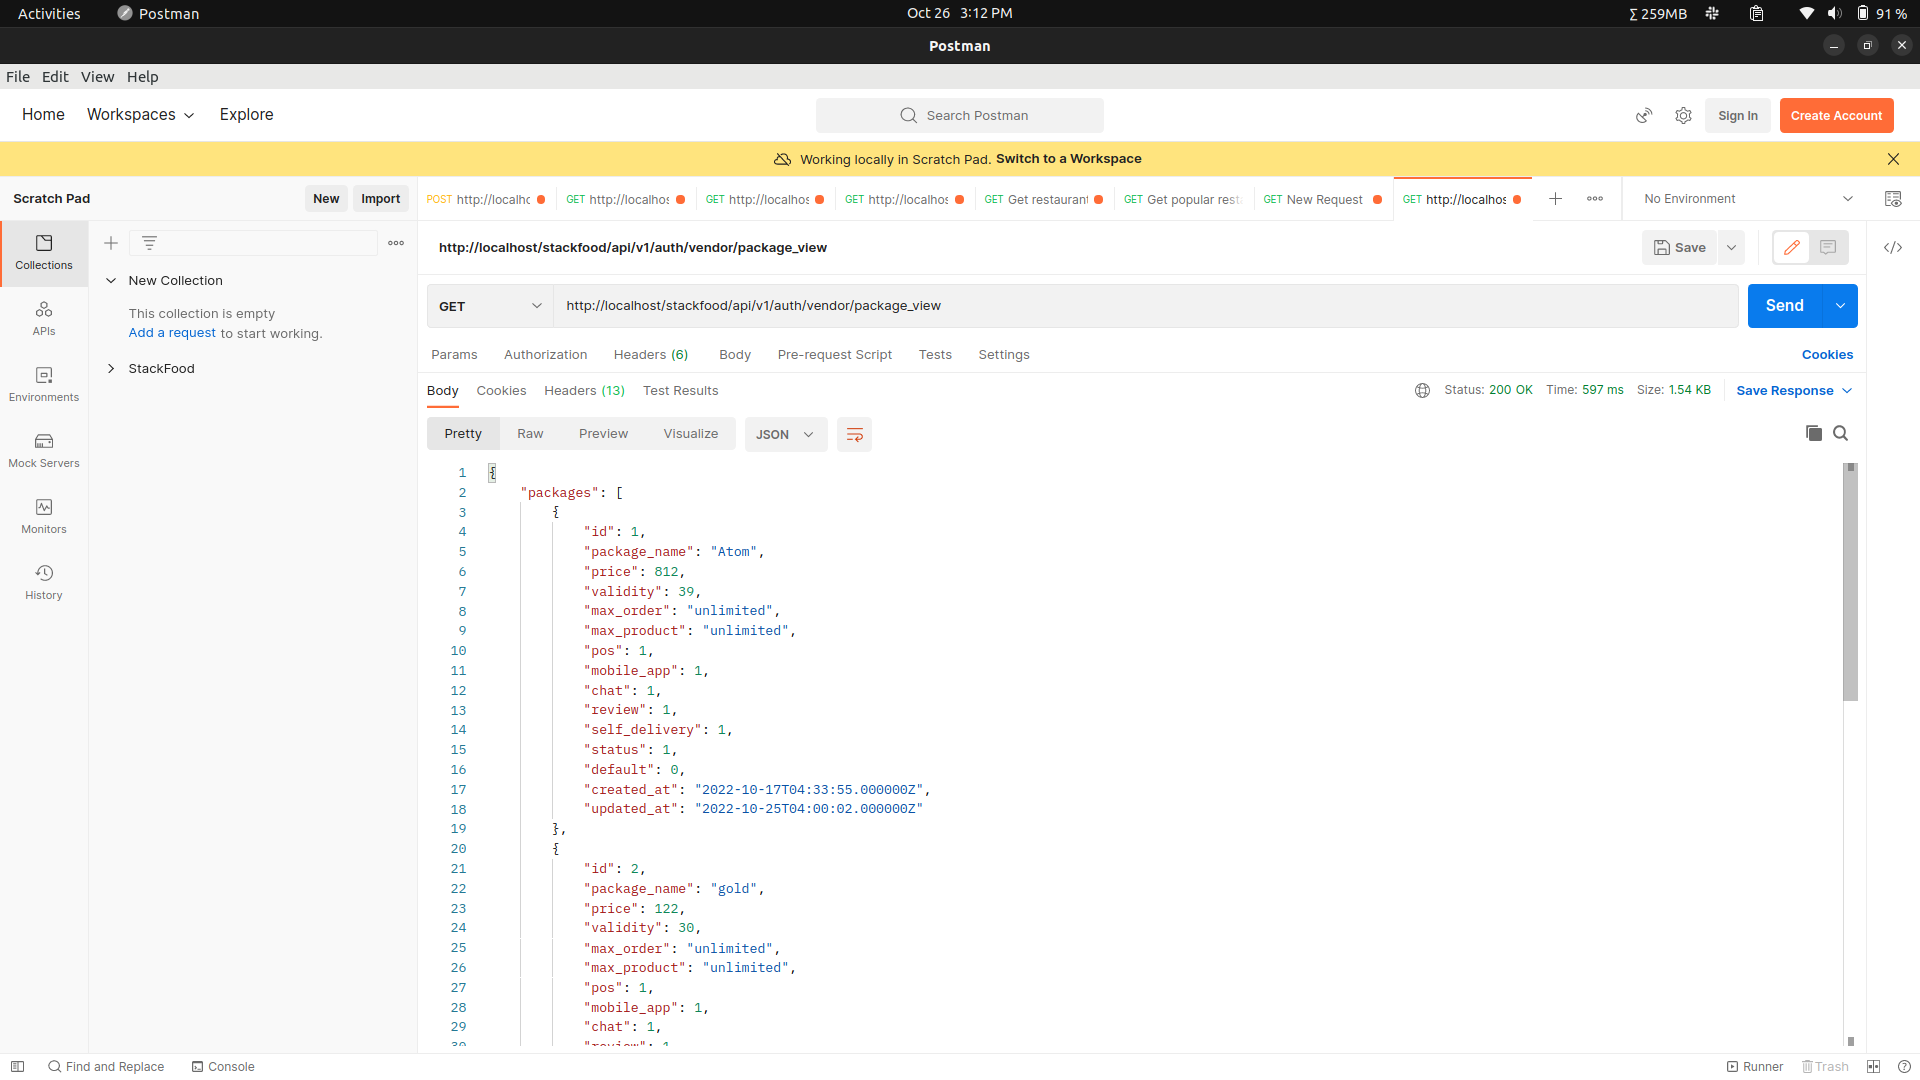 Activities Postman Oct 26 3:12 PM Σ 259MB 91 %
Postman
File Edit View Help
Home Workspaces Explore Search Postman Sign In Create Account
Working locally in Scratch Pad. Switch to a Workspace
Scratch Pad New Import POST http://localhc GET http://localhos GET http://localhos GET http://localhos GET Get restaurant GET Get popular rest GET New Request GET http://localhos No Environment
Collections
APIs
Environments
Mock Servers
Monitors
History
New Collection
This collection is empty
Add a request to start working.
StackFood
http://localhost/stackfood/api/v1/auth/vendor/package_view Save
GET http://localhost/stackfood/api/v1/auth/vendor/package_view Send
Params Authorization Headers (6) Body Pre-request Script Tests Settings Cookies
Body Cookies Headers (13) Test Results Status: 200 OK Time: 597 ms Size: 1.54 KB Save Response
Pretty Raw Preview Visualize JSON
1 {
2 "packages": [
3 {
4 "id": 1,
5 "package_name": "Atom",
6 "price": 812,
7 "validity": 39,
8 "max_order": "unlimited",
9 "max_product": "unlimited",
10 "pos": 1,
11 "mobile_app": 1,
12 "chat": 1,
13 "review": 1,
14 "self_delivery": 1,
15 "status": 1,
16 "default": 0,
17 "created_at": "2022-10-17T04:33:55.000000Z",
18 "updated_at": "2022-10-25T04:00:02.000000Z"
19 },
20 {
21 "id": 2,
22 "package_name": "gold",
23 "price": 122,
24 "validity": 30,
25 "max_order": "unlimited",
26 "max_product": "unlimited",
27 "pos": 1,
28 "mobile_app": 1,
29 "chat": 1,
30 "review": 1
Find and Replace Console Runner Trash